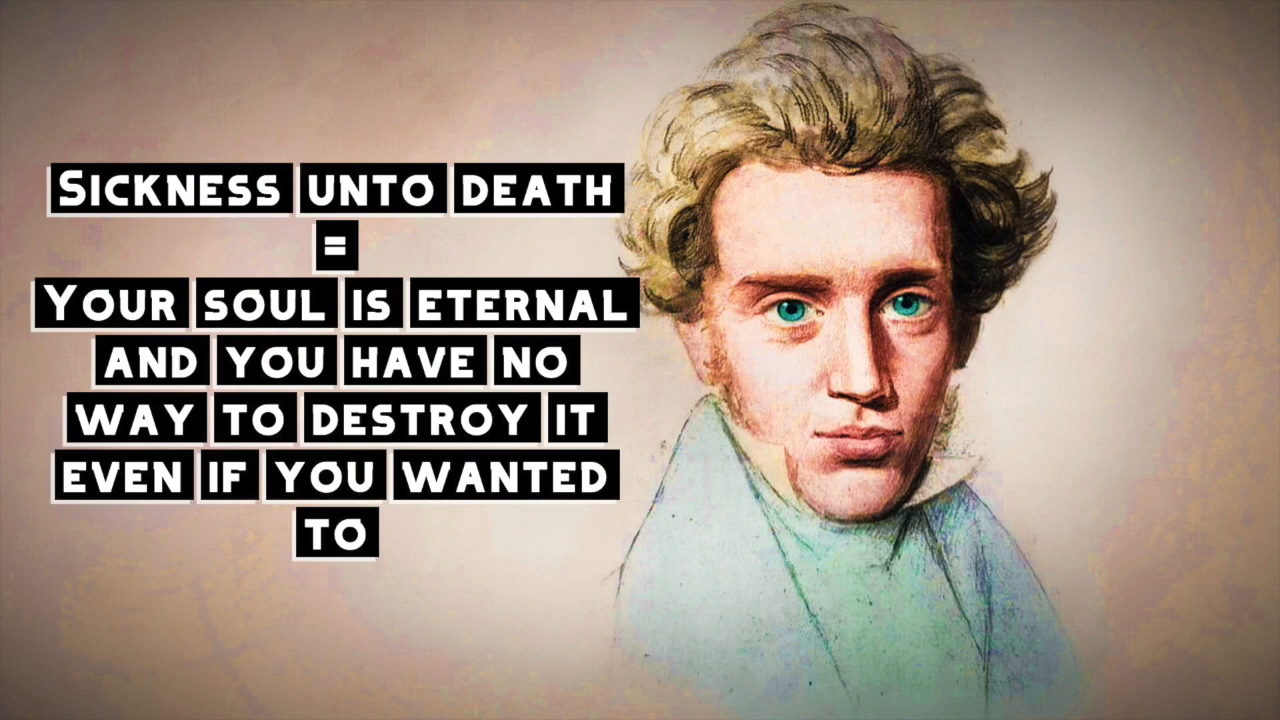 Sickness unto death
=
Your soul is eternal
and you have no
way to destroy it
even if you wanted
to